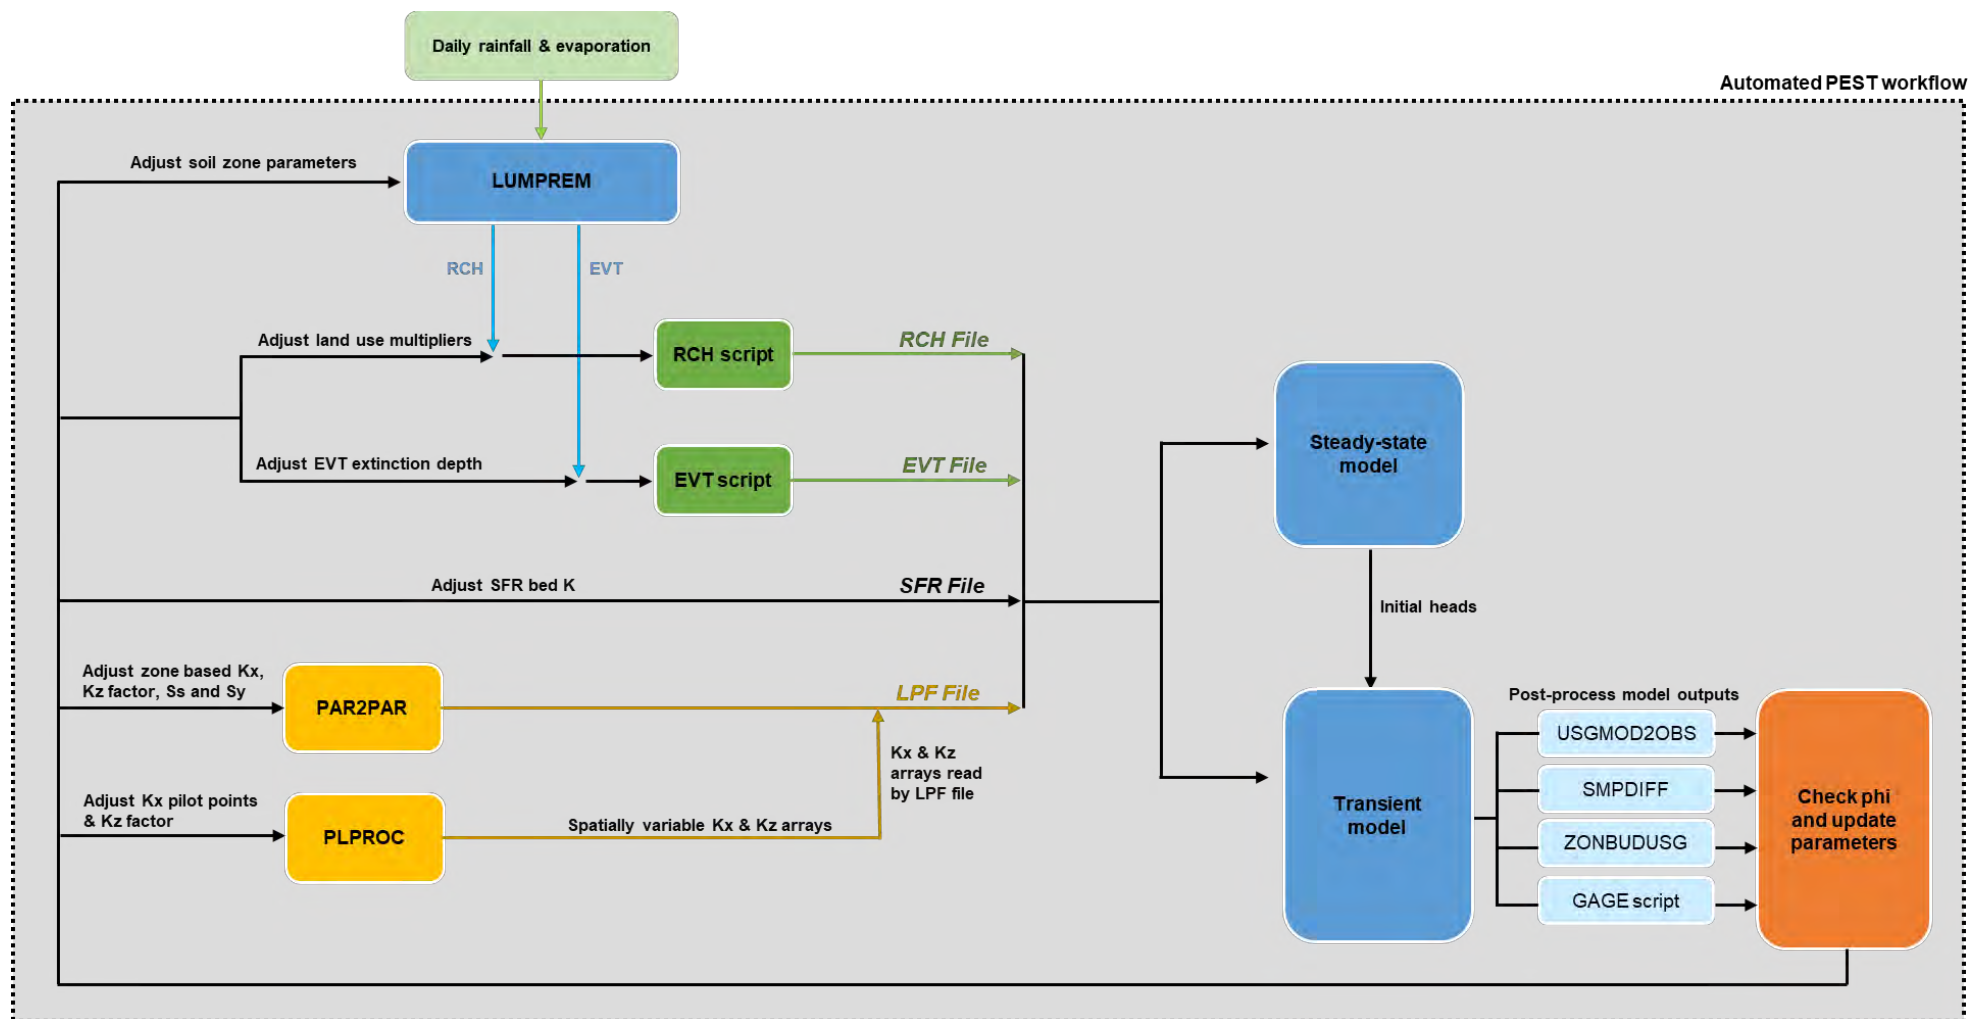 Daily rainfall & evaporation
Automated PEST workflow
Adjust soil zone parameters
LUMPREM
RCH
EVT
Adjust land use multipliers
RCH script
RCH File
Adjust EVT extinction depth
EVT script
EVT File
Steady-state
model
Adjust SFR bed K
SFR File
Initial heads
Adjust zone based Kx,
Kz factor, Ss and Sy
PAR2PAR
LPF File
Kx & Kz
arrays read
by LPF file
Adjust Kx pilot points
& Kz factor
PLPROC
Spatially variable Kx & Kz arrays
Transient
model
Post-process model outputs
USGMOD2OBS
SMPDIFF
ZONBUDUSG
GAGE script
Check phi
and update
parameters